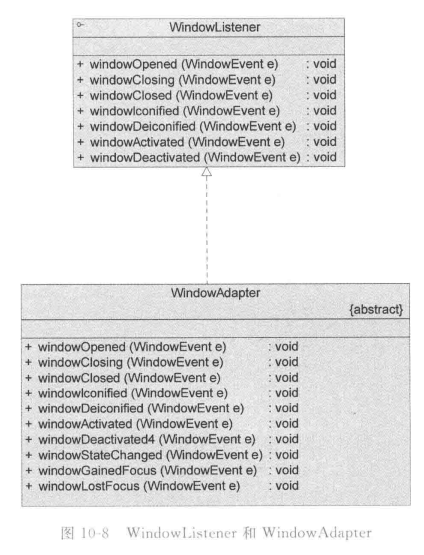 WindowListener
+ windowOpened (WindowEvent e) : void
+ windowClosing (WindowEvent e) : void
+ windowClosed (WindowEvent e) : void
+ windowIconified (WindowEvent e) : void
+ windowDeiconified (WindowEvent e) : void
+ windowActivated (WindowEvent e) : void
+ windowDeactivated (WindowEvent e) : void
WindowAdapter
{abstract}
+ windowOpened (WindowEvent e) : void
+ windowClosing (WindowEvent e) : void
+ windowClosed (WindowEvent e) : void
+ windowIconified (WindowEvent e) : void
+ windowDeiconified (WindowEvent e) : void
+ windowActivated (WindowEvent e) : void
+ windowDeactivated4 (WindowEvent e) : void
+ windowStateChanged (WindowEvent e) : void
+ windowGainedFocus (WindowEvent e) : void
+ windowLostFocus (WindowEvent e) : void
图 10-8 WindowListener 和 WindowAdapter